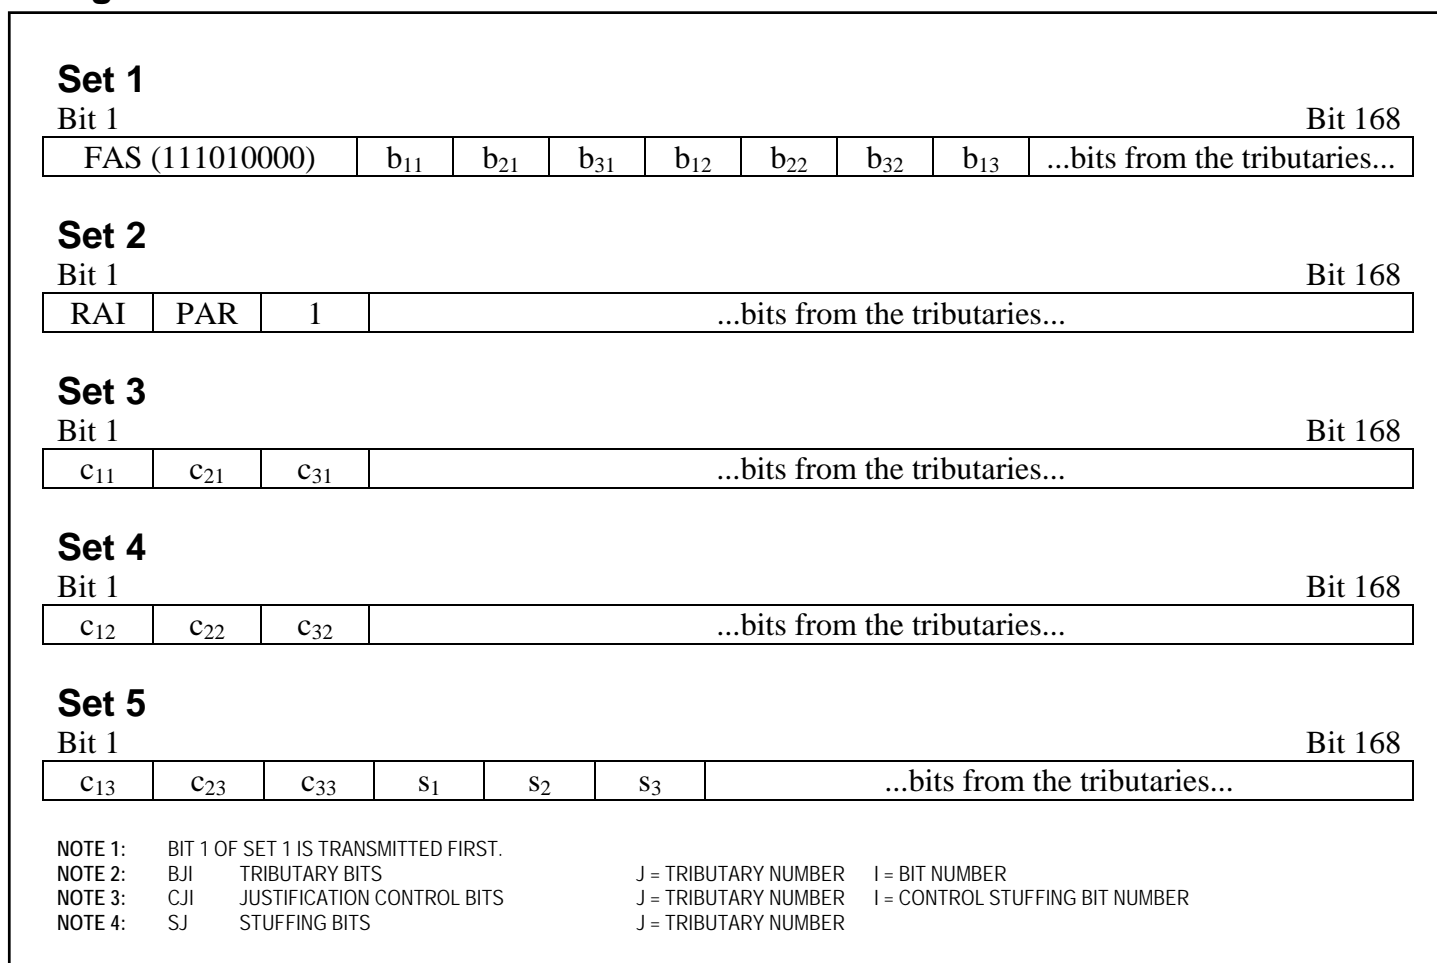 Set 1
Bit 1 Bit 168
FAS (111010000) b₁₁ b₂₁ b₃₁ b₁₂ b₂₂ b₃₂ b₁₃ ...bits from the tributaries...
Set 2
Bit 1 Bit 168
RAI PAR 1 ...bits from the tributaries...
Set 3
Bit 1 Bit 168
c₁₁ c₂₁ c₃₁ ...bits from the tributaries...
Set 4
Bit 1 Bit 168
c₁₂ c₂₂ c₃₂ ...bits from the tributaries...
Set 5
Bit 1 Bit 168
c₁₃ c₂₃ c₃₃ s₁ s₂ s₃ ...bits from the tributaries...
NOTE 1: BIT 1 OF SET 1 IS TRANSMITTED FIRST.
NOTE 2: BJI TRIBUTARY BITS J = TRIBUTARY NUMBER I = BIT NUMBER
NOTE 3: CJI JUSTIFICATION CONTROL BITS J = TRIBUTARY NUMBER I = CONTROL STUFFING BIT NUMBER
NOTE 4: SJ STUFFING BITS J = TRIBUTARY NUMBER